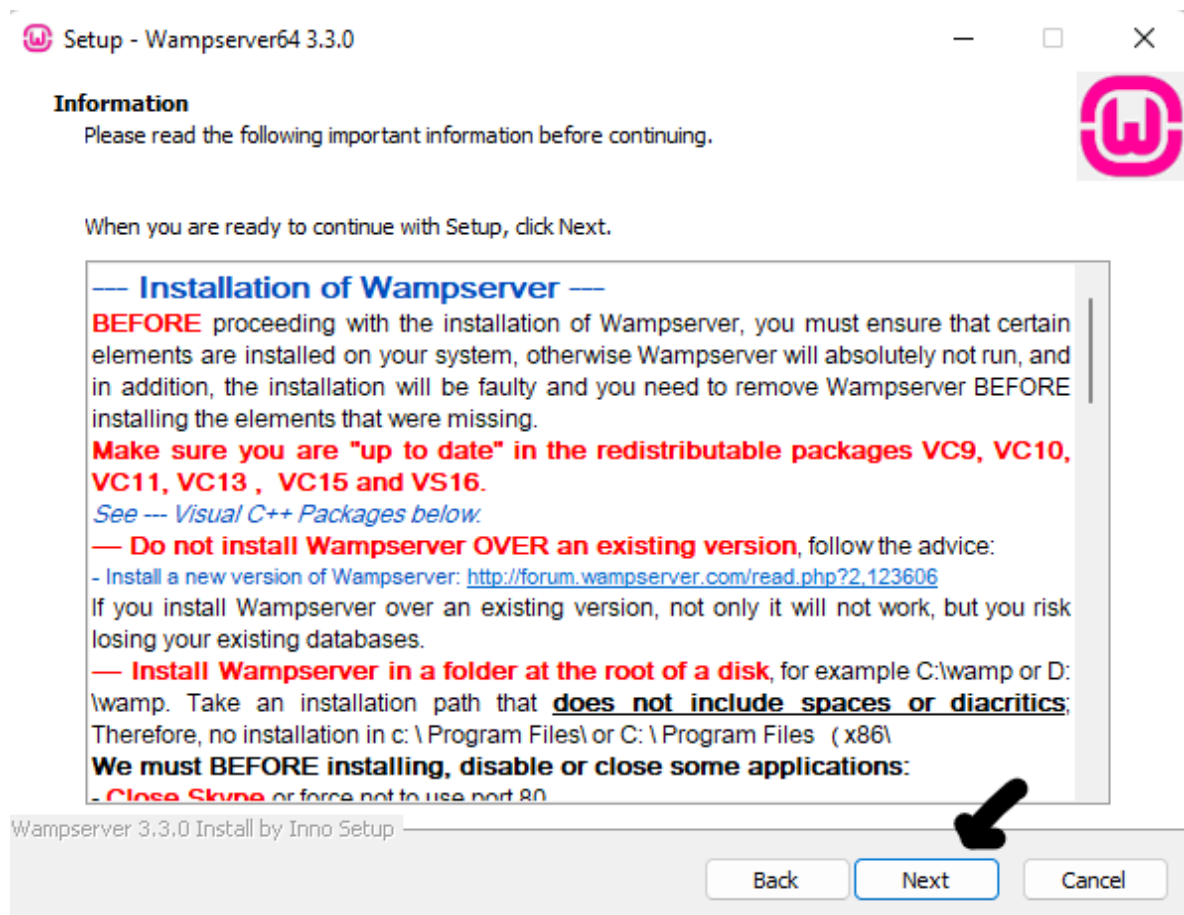 Setup - Wampserver64 3.3.0
Information
Please read the following important information before continuing.
When you are ready to continue with Setup, click Next.
--- Installation of Wampserver ---
BEFORE proceeding with the installation of Wampserver, you must ensure that certain
elements are installed on your system, otherwise Wampserver will absolutely not run, and
in addition, the installation will be faulty and you need to remove Wampserver BEFORE
installing the elements that were missing.
Make sure you are "up to date" in the redistributable packages VC9, VC10,
VC11, VC13 , VC15 and VS16.
See --- Visual C++ Packages below.
— Do not install Wampserver OVER an existing version, follow the advice:
- Install a new version of Wampserver: http://forum.wampserver.com/read.php?2,123606
If you install Wampserver over an existing version, not only it will not work, but you risk
losing your existing databases.
— Install Wampserver in a folder at the root of a disk, for example C:\wamp or D:
\wamp. Take an installation path that does not include spaces or diacritics;
Therefore, no installation in c: \ Program Files\ or C: \ Program Files ( x86\
We must BEFORE installing, disable or close some applications:
- Close Skype or force not to use port 80
Wampserver 3.3.0 Install by Inno Setup
Back
Next
Cancel